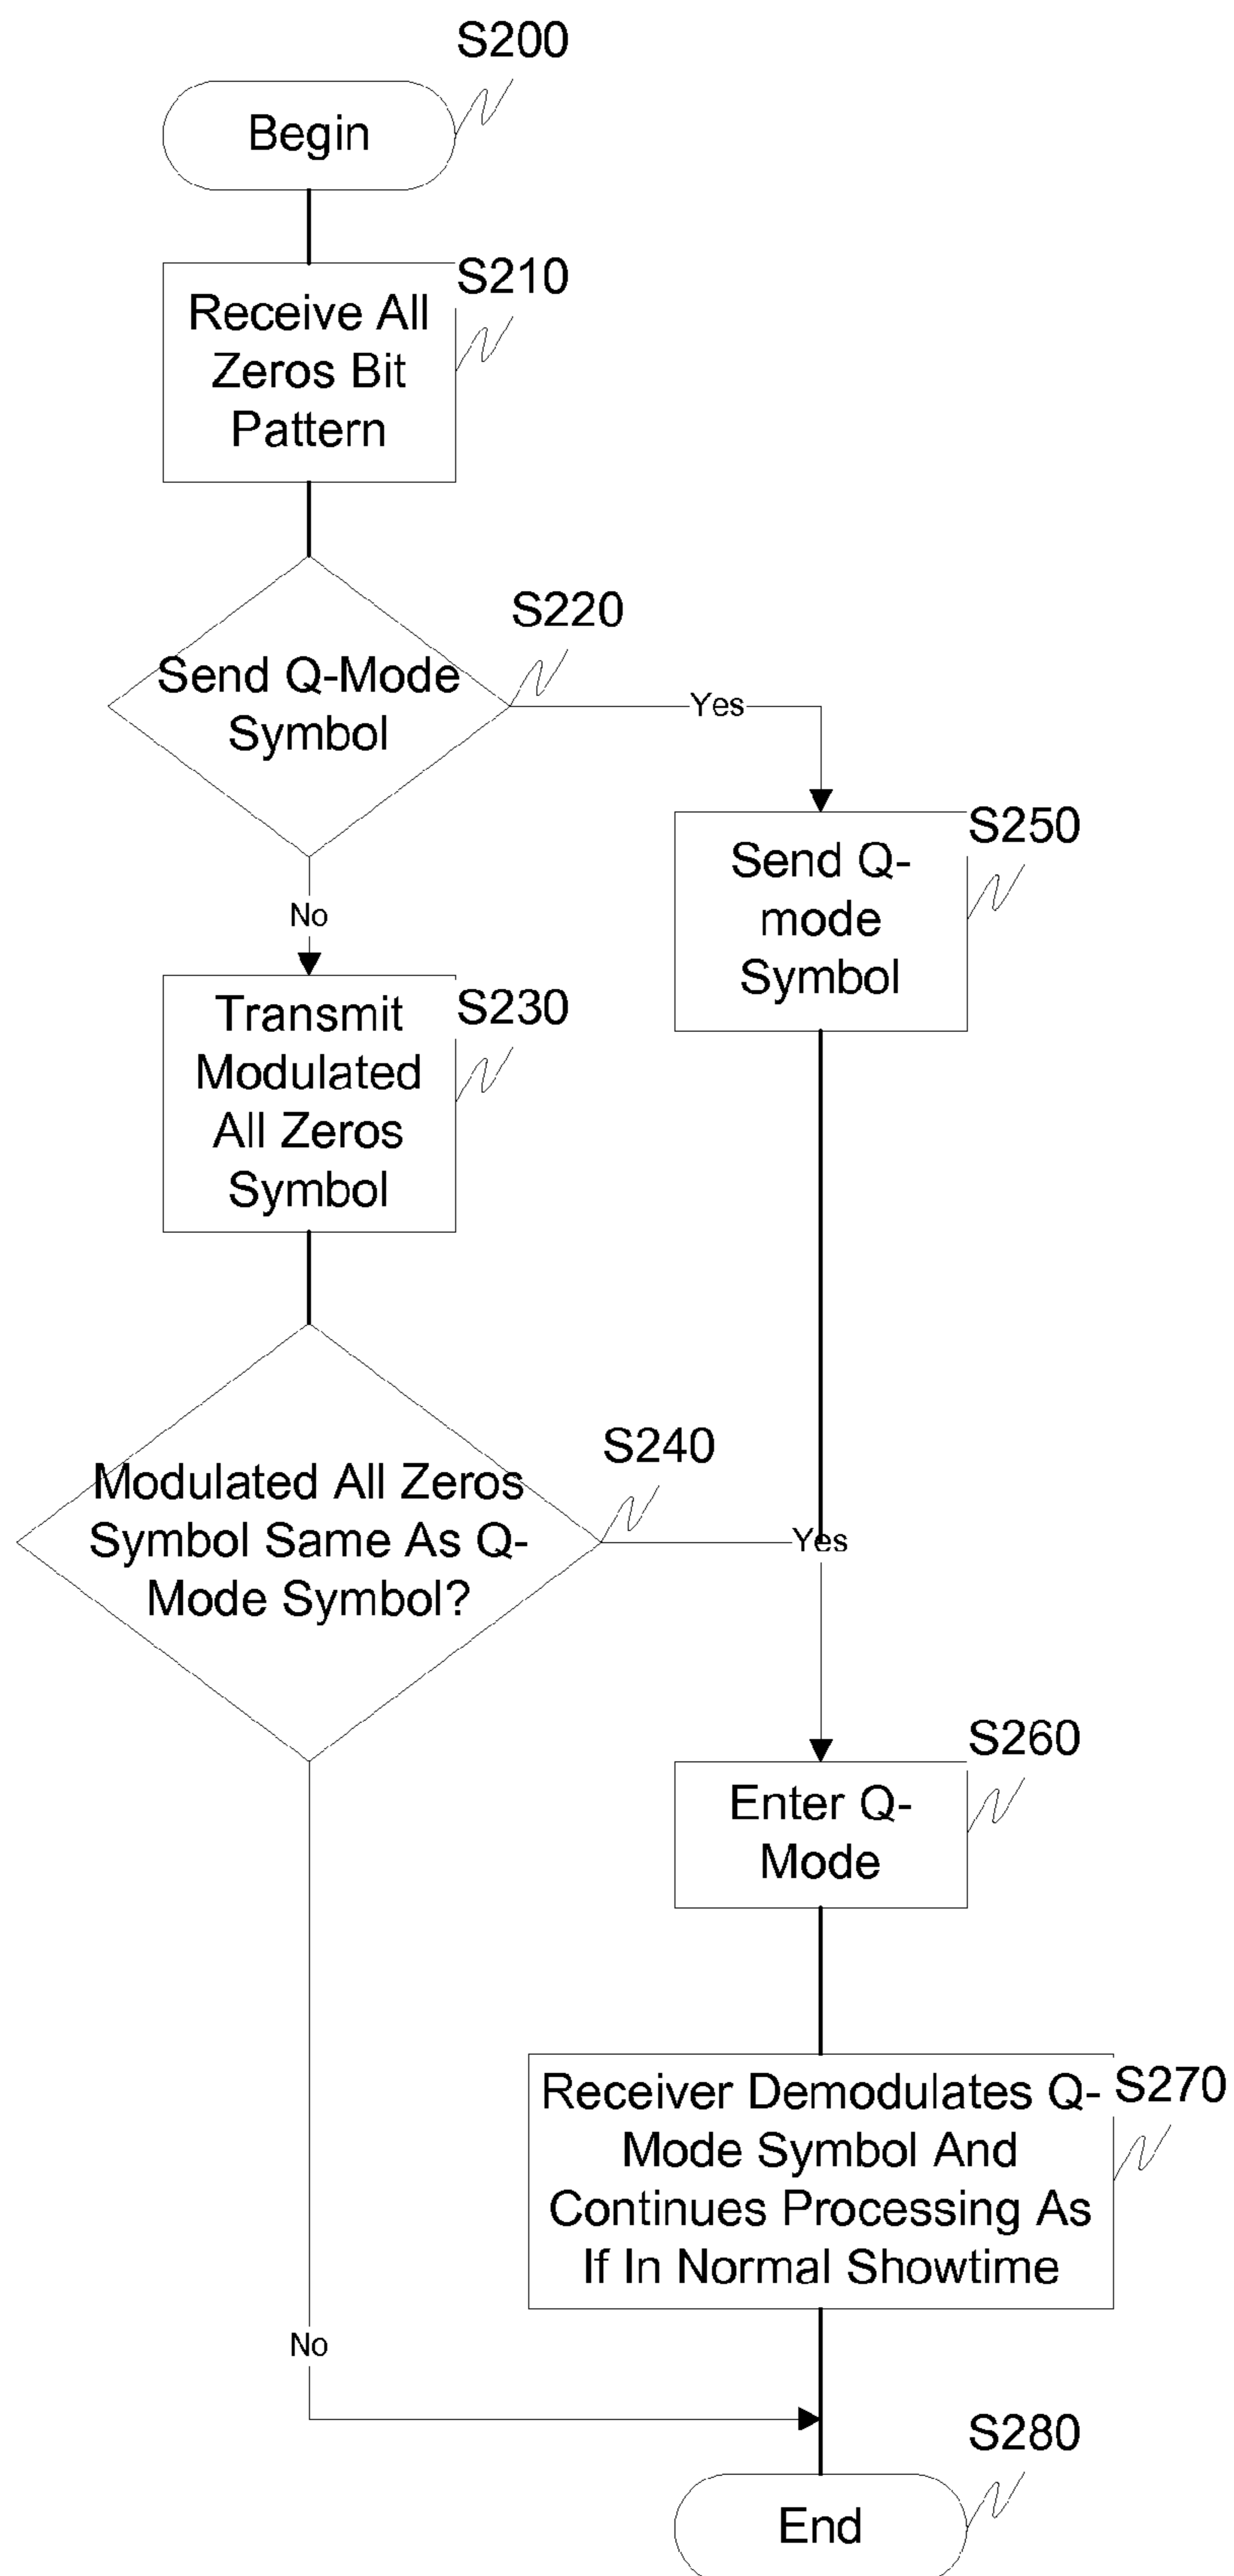 S200
Begin
S210
Receive All
Zeros Bit
Pattern
S220
Send Q-Mode
Symbol
Yes
No
S250
Send Q-
mode
Symbol
S230
Transmit
Modulated
All Zeros
Symbol
S240
Modulated All Zeros
Symbol Same As Q-
Mode Symbol?
Yes
S260
Enter Q-
Mode
S270
Receiver Demodulates Q-
Mode Symbol And
Continues Processing As
If In Normal Showtime
No
S280
End